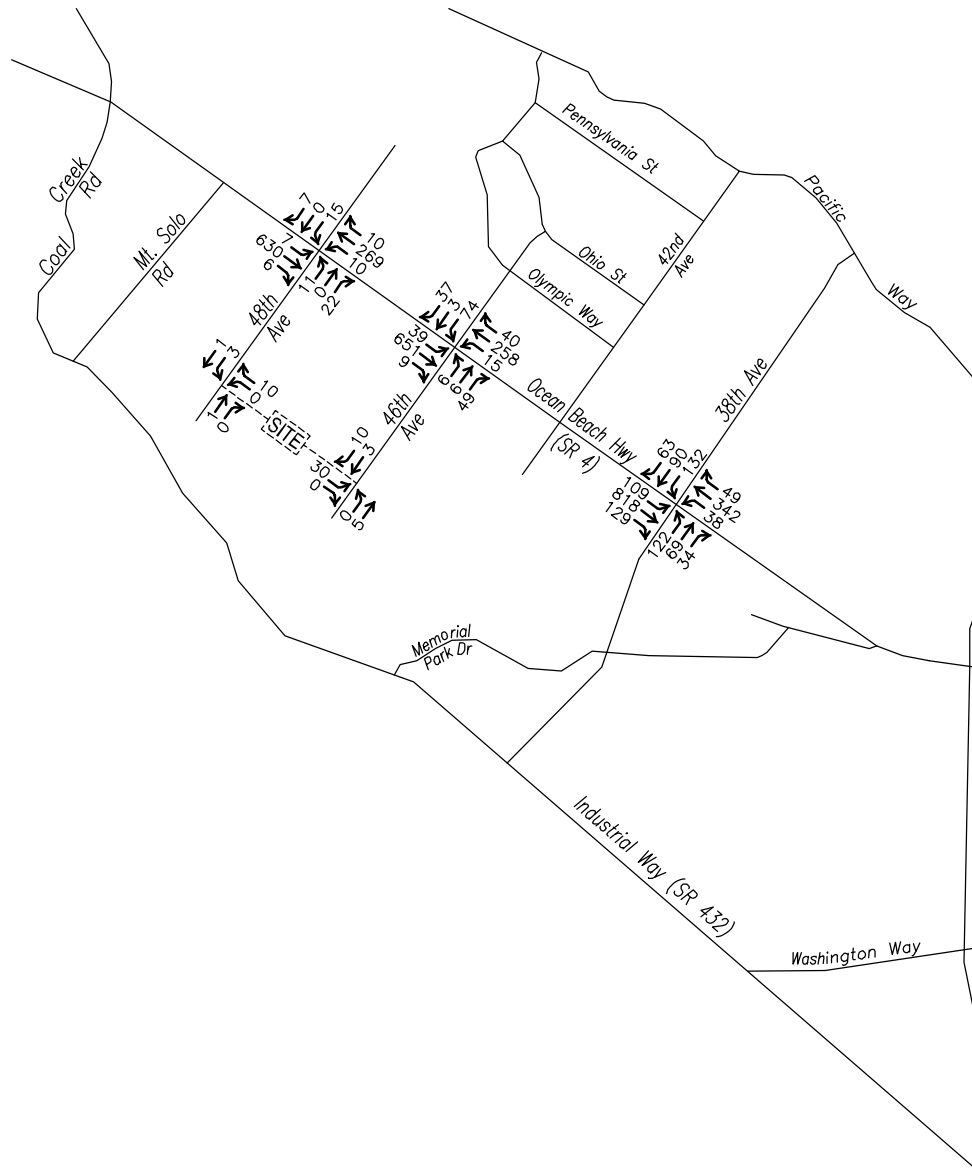 Pennsylvania St
Pacific
Way
Creek
Rd
Coal
Mt. Solo
Rd
7
0
15
10
269
10
7
630
6
1
0
22
48th
Ave
42nd
Ave
Ohio St
Olympic Way
37
3
74
40
258
15
39
651
9
6
6
49
46th
Ave
38th Ave
1
3
10
0
1
0
SITE
Ocean Beach Hwy
(SR 4)
10
3
30
0
0
5
63
90
132
49
342
38
109
818
129
122
69
34
Memorial
Park Dr
Industrial Way (SR 432)
Washington Way